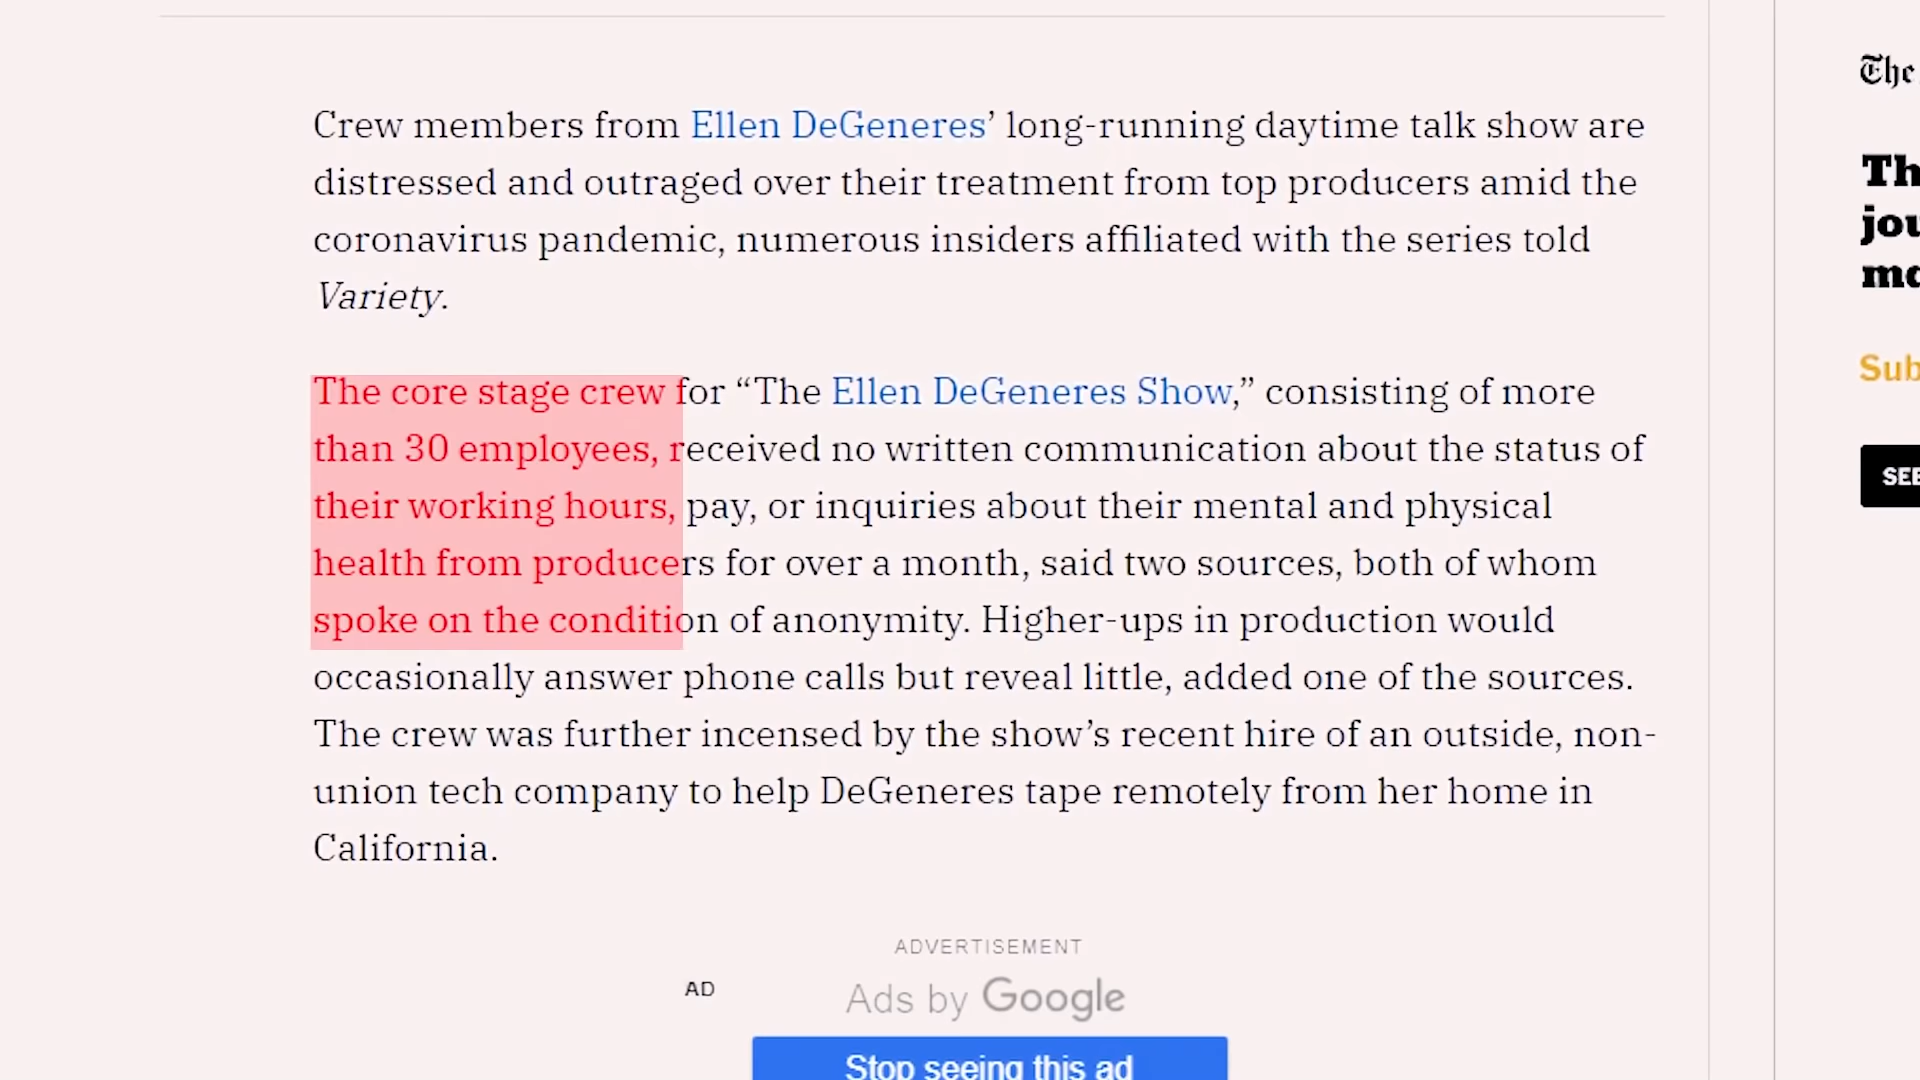 Crew members from Ellen DeGeneres’ long-running daytime talk show are
distressed and outraged over their treatment from top producers amid the
coronavirus pandemic, numerous insiders affiliated with the series told
Variety.
The core stage crew for “The Ellen DeGeneres Show,” consisting of more
than 30 employees, received no written communication about the status of
their working hours, pay, or inquiries about their mental and physical
health from producers for over a month, said two sources, both of whom
spoke on the condition of anonymity. Higher-ups in production would
occasionally answer phone calls but reveal little, added one of the sources.
The crew was further incensed by the show’s recent hire of an outside, non-
union tech company to help DeGeneres tape remotely from her home in
California.
ADVERTISEMENT
AD
Ads by Google
Stop seeing this ad
The
Th
jou
mo
Sub
SEE